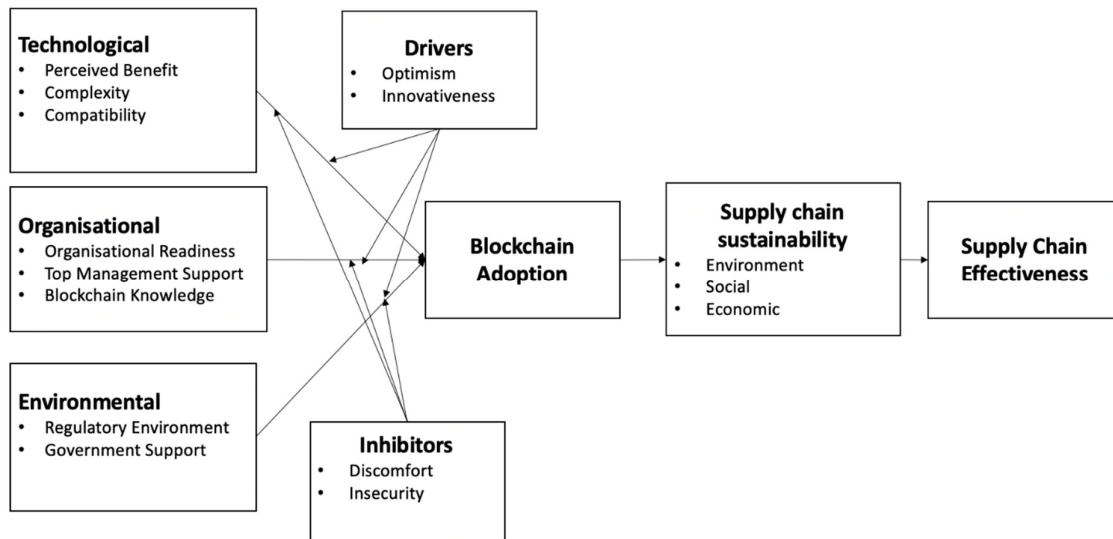 Technological
• Perceived Benefit
• Complexity
• Compatibility
Drivers
• Optimism
• Innovativeness
Organisational
• Organisational Readiness
• Top Management Support
• Blockchain Knowledge
Blockchain
Adoption
Supply chain
sustainability
• Environment
• Social
• Economic
Supply Chain
Effectiveness
Environmental
• Regulatory Environment
• Government Support
Inhibitors
• Discomfort
• Insecurity